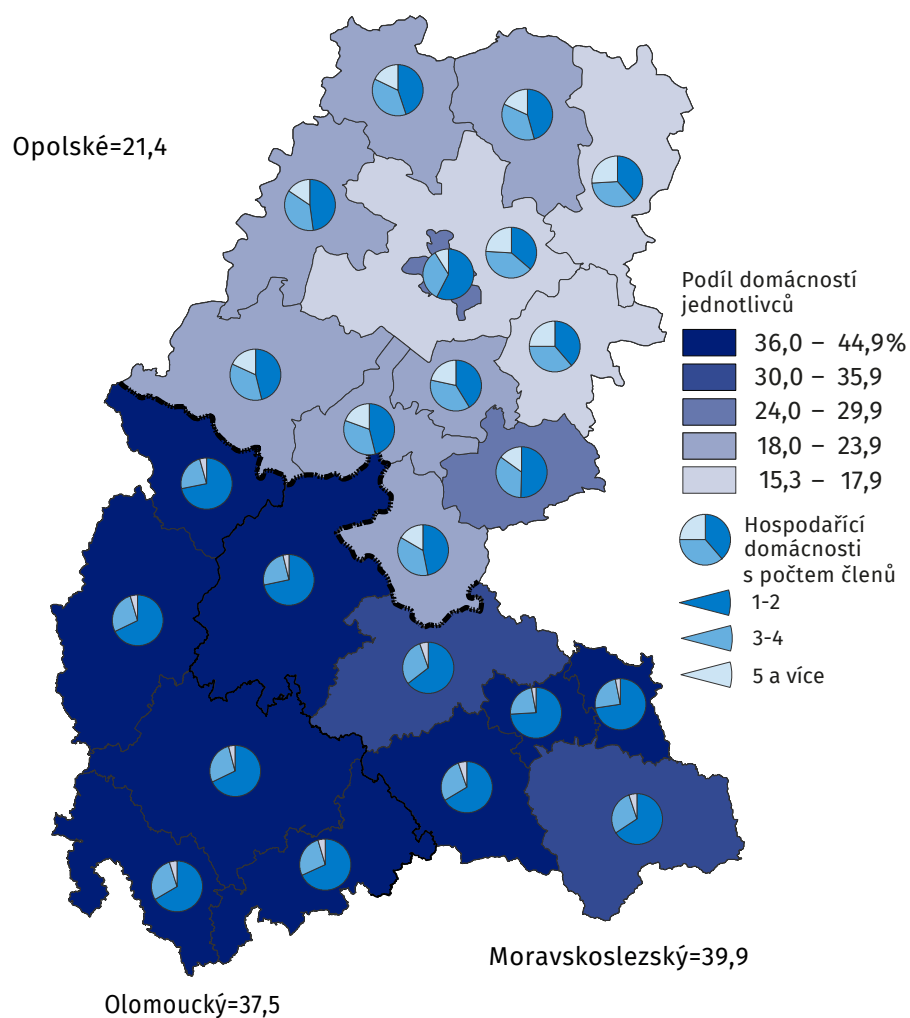 Opolské=21,4
Podíl domácností
jednotlivců
36,0 – 44,9%
30,0 – 35,9
24,0 – 29,9
18,0 – 23,9
15,3 – 17,9
Hospodařící
domácnosti
s počtem členů
1-2
3-4
5 a více
Moravskoslezský=39,9
Olomoucký=37,5